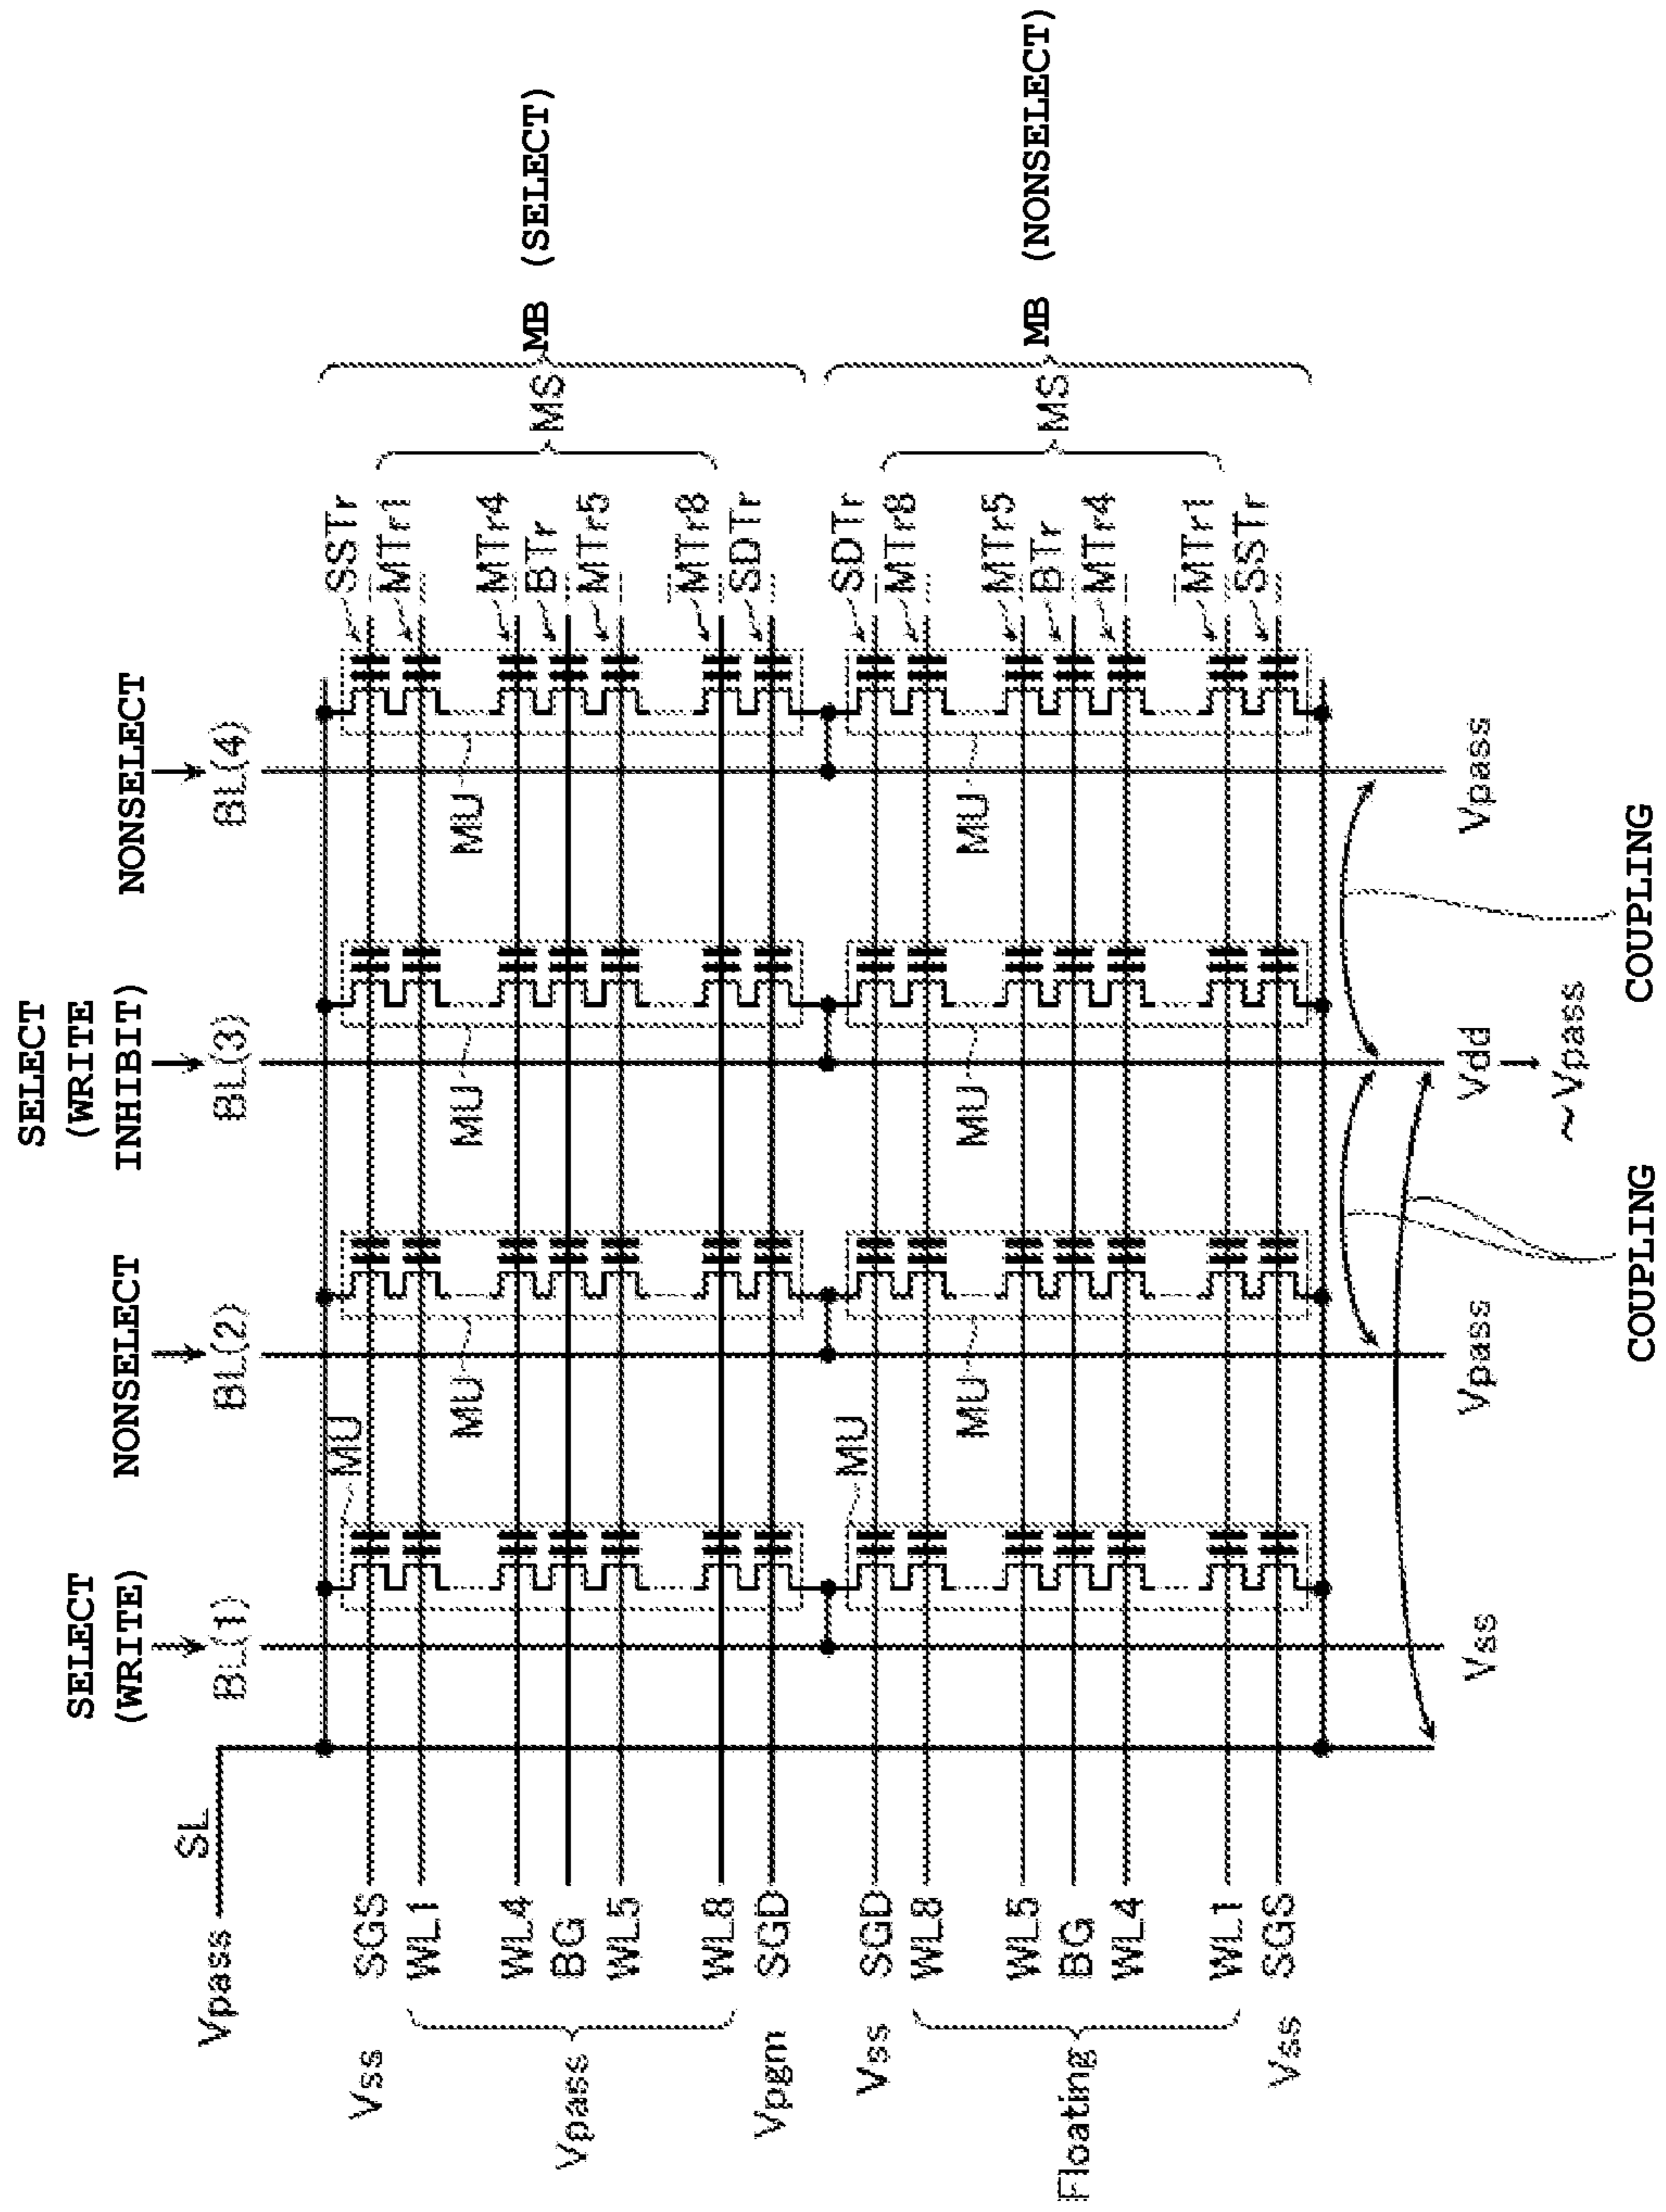 SELECT
(WRITE)
NONSELECT
SELECT
(WRITE
INHIBIT)
NONSELECT
BL(1)
BL(2)
BL(3)
BL(4)
SL
Vpass
MU
MU
MU
MU
SGS
WL1
WL4
BG
WL5
WL8
SGD
Vss
Vpass
Vpgm
SSTr
MTr1
MTr4
BTr
MTr5
MTr8
SDTr
MS
MB (SELECT)
MU
MU
MU
MU
SGD
WL8
WL5
BG
WL4
WL1
SGS
Vss
Floating
Vss
SDTr
MTr8
MTr5
BTr
MTr4
MTr1
SSTr
MS
MB (NONSELECT)
Vss
Vpass
Vdd
~Vpass
Vpass
COUPLING
COUPLING